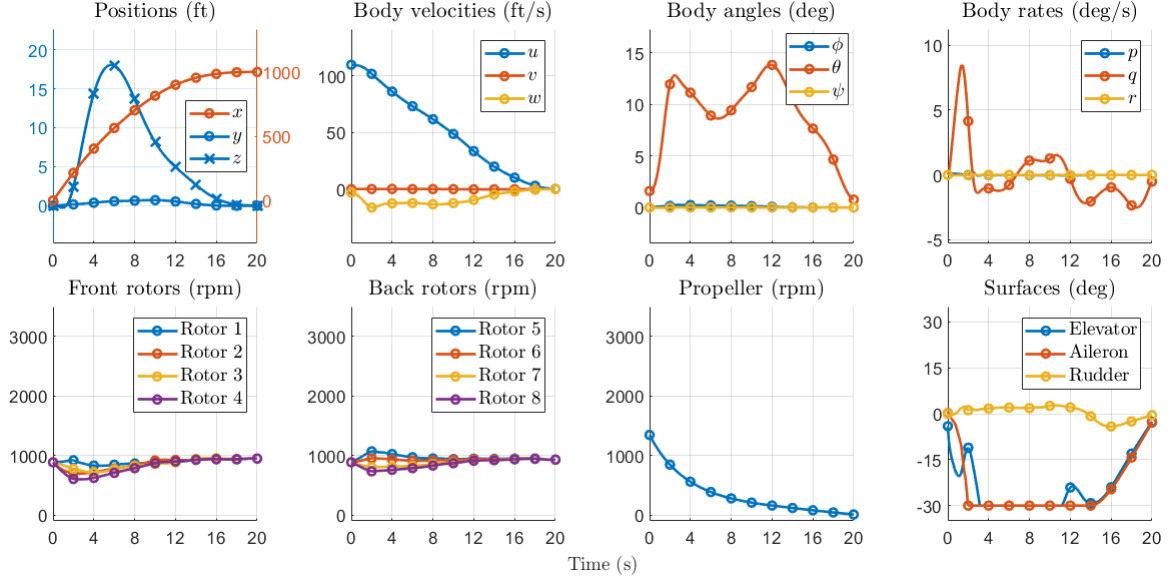 Positions (ft)
20
15
10
5
0
1000
500
0
x
y
z
0 4 8 12 16 20
Body velocities (ft/s)
100
50
0
u
v
w
0 4 8 12 16 20
Body angles (deg)
15
10
5
0
ϕ
θ
ψ
0 4 8 12 16 20
Body rates (deg/s)
10
5
0
-5
p
q
r
0 4 8 12 16 20
Front rotors (rpm)
3000
2000
1000
0
Rotor 1
Rotor 2
Rotor 3
Rotor 4
0 4 8 12 16 20
Back rotors (rpm)
3000
2000
1000
0
Rotor 5
Rotor 6
Rotor 7
Rotor 8
0 4 8 12 16 20
Propeller (rpm)
3000
2000
1000
0
0 4 8 12 16 20
Surfaces (deg)
30
15
0
-15
-30
Elevator
Aileron
Rudder
0 4 8 12 16 20
Time (s)